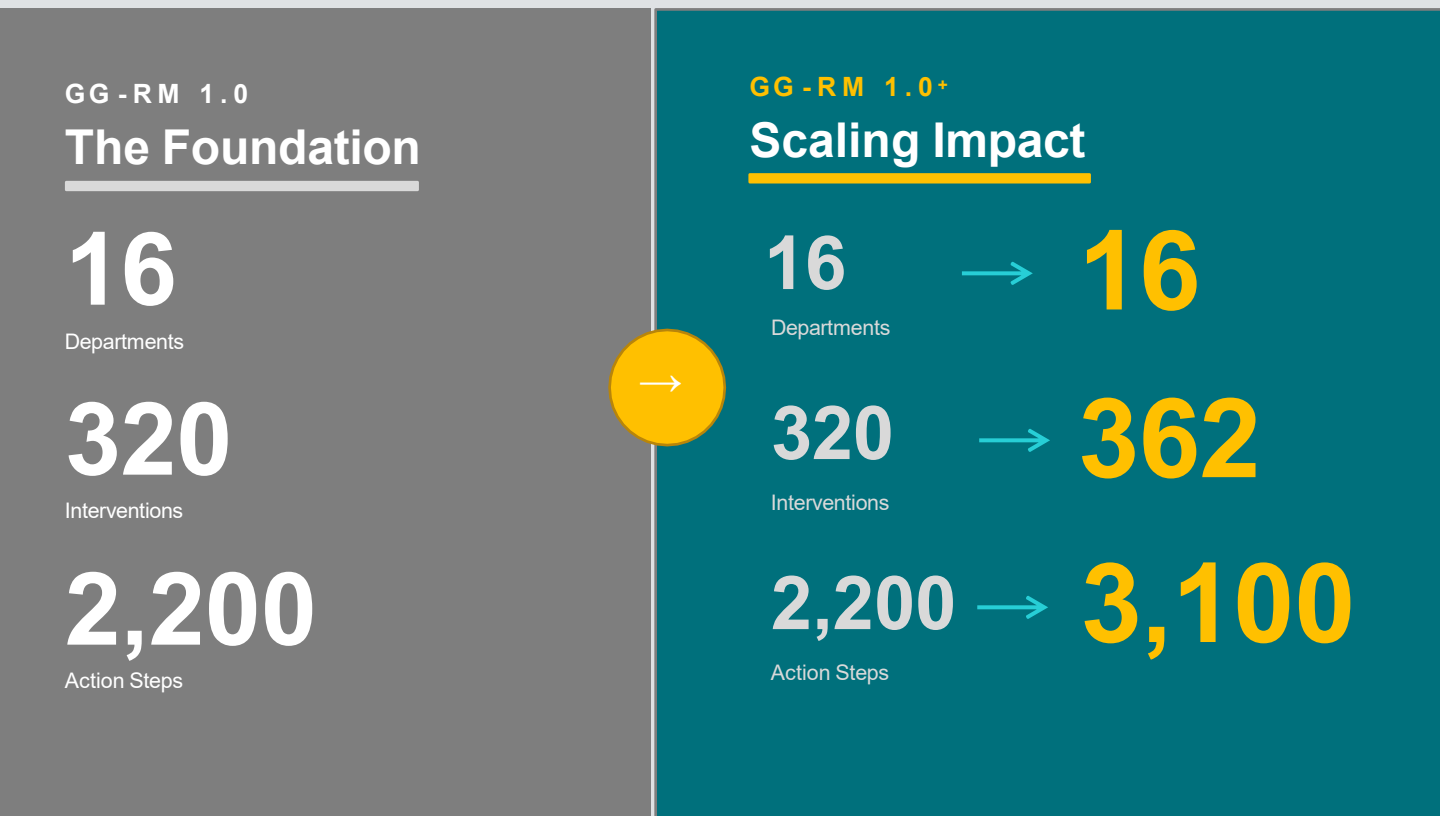 GG-RM 1.0
The Foundation
16
Departments
320
Interventions
2,200
Action Steps
GG-RM 1.0+
Scaling Impact
16 → 16
Departments
320 → 362
Interventions
2,200 → 3,100
Action Steps
→